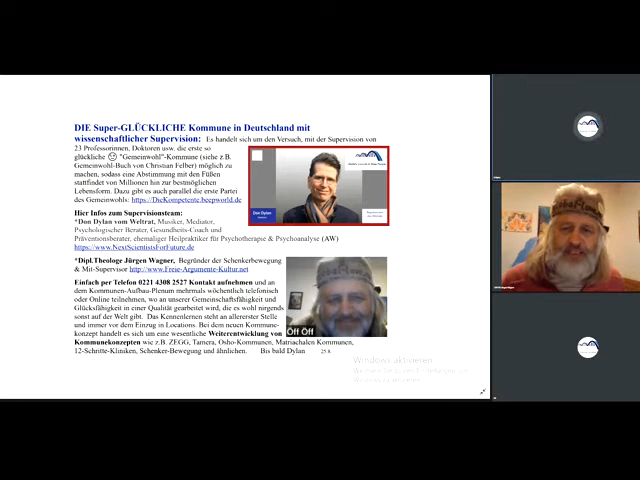 DIE Super-GLÜCKLICHE Kommune in Deutschland mit
wissenschaftlicher Supervision: Es handelt sich um den Versuch, mit der Supervision von
23 Professorinnen, Doktoren usw. die erste so
glückliche "Gemeinwohl"-Kommune (siehe z.B.
Gemeinwohl-Buch von Christian Felber) möglich zu
machen, sodass eine Abstimmung mit den Füßen
stattfindet von Millionen hin zur bestmöglichen
Lebensform. Dazu gibt es auch parallel die erste Partei
des Gemeinwohls: https://DieKompetente.beepworld.de
Don Dylan
Hier Infos zum Supervisionsteam:
*Don Dylan vom Weltrat, Musiker, Mediator,
Psychologischer Berater, Gesundheits-Coach und
Präventionsberater, ehemaliger Heilpraktiker für Psychotherapie & Psychoanalyse (AW)
https://www.NextScientistsForFuture.de
*Dipl.Theologe Jürgen Wagner, Begründer der Schenkerbewegung
& Mit-Supervisor http://www.Freie-Argumente-Kultur.net
Einfach per Telefon 0221 4308 2527 Kontakt aufnehmen und an
dem Kommunen-Aufbau-Plenum mehrmals wöchentlich telefonisch
oder Online teilnehmen, wo an unserer Gemeinschaftsfähigkeit und
Glücksfähigkeit in einer Qualität gearbeitet wird, die es wohl nirgends
sonst auf der Welt gibt. Das Kennenlernen steht an allererster Stelle
und immer vor dem Einzug in Locations. Bei dem neuen Kommune-
konzept handelt es sich um eine wesentliche Weiterentwicklung von
Kommunekonzepten wie z.B. ZEGG, Tamera, Osho-Kommunen, Matriachalen Kommunen,
12-Schritte-Kliniken, Schenker-Bewegung und ähnlichen. Bis bald Dylan 25 8.
Öff Öff
Windows aktivieren